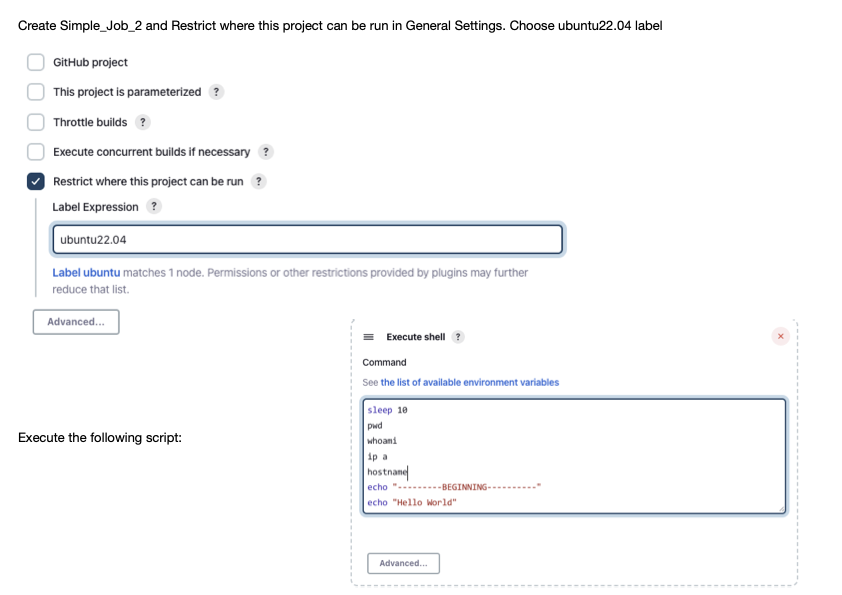 Create Simple_Job_2 and Restrict where this project can be run in General Settings. Choose ubuntu22.04 label
GitHub project
This project is parameterized ?
Throttle builds ?
Execute concurrent builds if necessary ?
Restrict where this project can be run ?
Label Expression ?
ubuntu22.04
Label ubuntu matches 1 node. Permissions or other restrictions provided by plugins may further
reduce that list.
Advanced...
Execute the following script:
Execute shell ?
Command
See the list of available environment variables
sleep 10
pwd
whoami
ip a
hostname
echo "---------BEGINNING----------"
echo "Hello World"
Advanced...